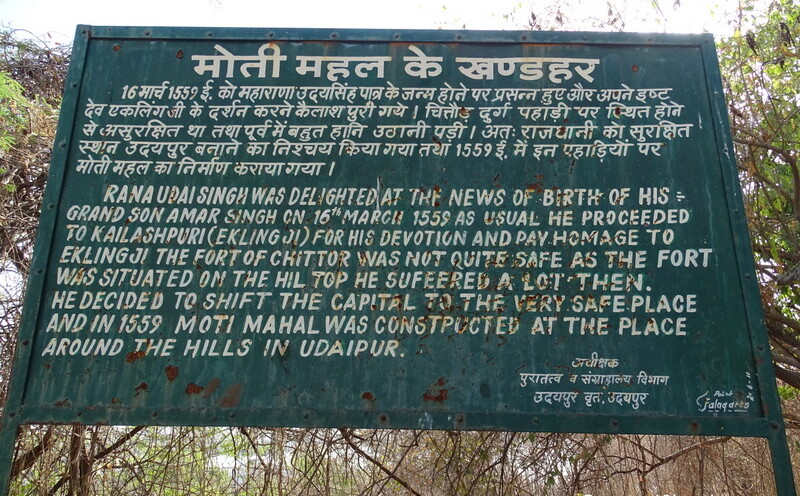 मोती महल के खण्डहर
16 मार्च 1559 ई. को महाराणा उदयसिंह पात्र के जन्म होने पर प्रसन्न हुए और अपने इष्ट
देव एकलिंगजी के दर्शन करने कैलाश पुरी गये । चित्तौड़ दुर्ग पहाड़ी पर स्थित होने
से असुरक्षित था तथा पूर्व में बहुत हानि उठानी पड़ी । अतः राजधानी को सुरक्षित
स्थन उदयपुर बनाने का तिश्चय किया गया तथा 1559 ई. में इन पहाड़ियों पर
मोती महल का निर्माण कराया गया ।
RANA UDAI SINGH WAS DELIGHTED AT THE NEWS OF BIRTH OF HIS ÷
GRAND SON AMAR SINGH ON 16TH MARCH 1559 AS USUAL HE PROCEEDED
TO KAILASHPURI (EKLINGJI) FOR HIS DEVOTION AND PAY HOMAGE TO
EKLINGJI THE FORT OF CHITTOR WAS NOT QUITE SAFE AS THE FORT
WAS SITUATED ON THE HIL TOP HE SUFEERED A LOT THEN.
HE DECIDED TO SHIFT THE CAPITAL TO THE VERY SAFE PLACE
AND IN 1559 MOTI MAHAL WAS CONSTRUCTED AT THE PLACE
AROUND THE HILLS IN UDAIPUR.
अधीक्षक
पुरातत्व व संग्रहालय विभाग
उदयपुर वृत, उदयपुर